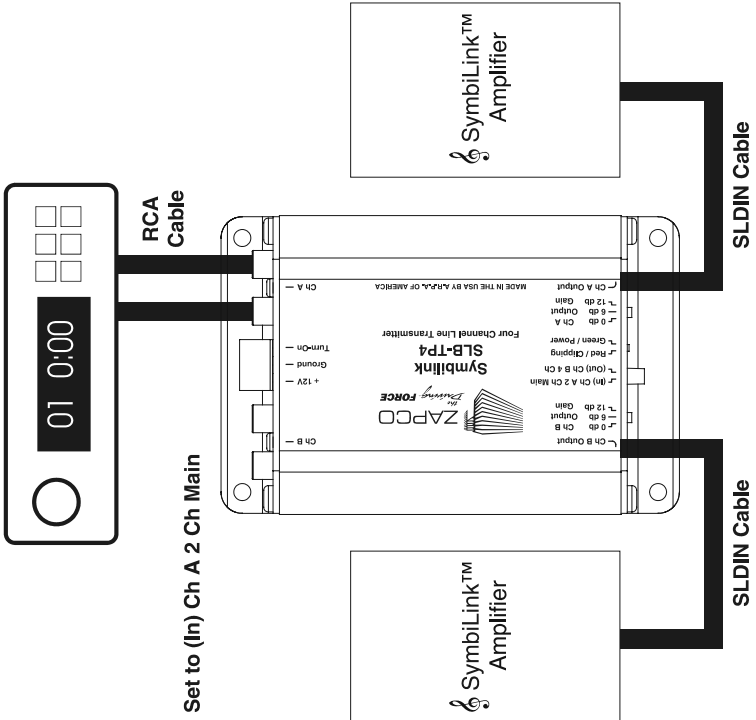 01 0:00
RCA
Cable
Set to (In) Ch A 2 Ch Main
SymbiLink™
Amplifier
SLDIN Cable
SymbiLink™
Amplifier
SLDIN Cable
Ch A
MADE IN THE USA BY A.R.P.A. OF AMERICA
Ch A Output
Turn-On
Ground
+ 12V
Ch B
Symbilink
SLB-TP4
Four Channel Line Transmitter
ZAPCO
the
Driving FORCE
12 db Gain
6 db Output
0 db Ch A
Green / Power
Red / Clipping
(Out) Ch B 4 Ch
(In) Ch A 2 Ch Main
12 db Gain
6 db Output
0 db Ch B
Ch B Output